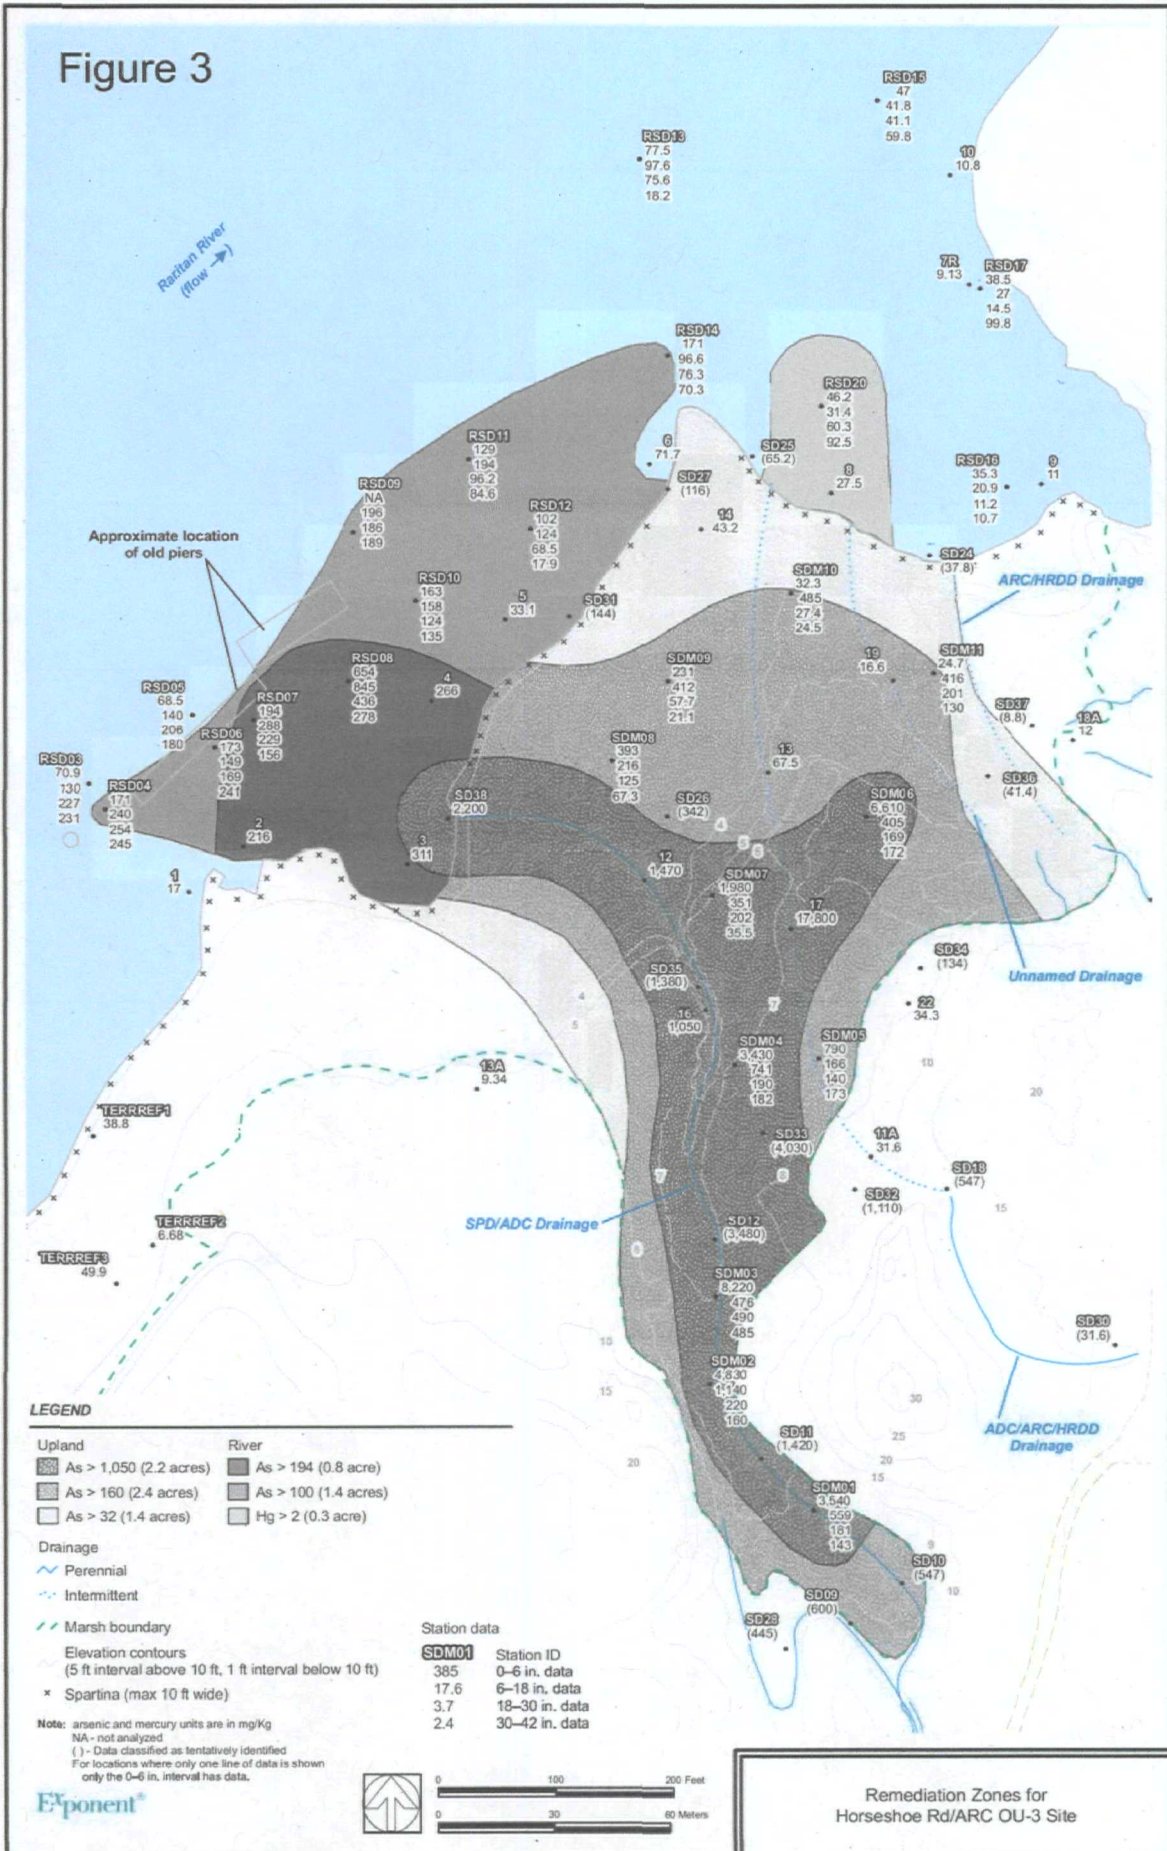 Figure 3
RSD15
47
41.8
41.1
59.8
RSD13
77.5
97.6
75.6
18.2
10
10.8
Raritan River
(flow )
7R
9.13
RSD17
38.5
27
14.5
99.8
RSD14
171
96.6
76.3
70.3
RSD20
46.2
31.4
60.3
92.5
RSD11
129
194
96.2
84.6
6
71.7
SD25
(65.2)
RSD16
35.3
20.9
11.2
10.7
9
11
8
27.5
SD27
(116)
RSD09
NA
196
186
189
RSD12
102
124
68.5
17.9
14
43.2
Approximate location
of old piers
SD24
(37.8)
ARC/HRDD Drainage
RSD10
163
158
124
135
5
33.1
SD31
(144)
SDM10
32.3
485
27.4
24.5
RSD08
654
845
436
278
4
266
SDM09
231
412
57.7
21.1
19
16.6
SDM11
24.7
416
201
130
RSD05
68.5
140
206
180
RSD07
194
288
229
156
SD37
(8.8)
18A
12
RSD06
173
149
169
241
SDM08
393
216
125
67.3
13
67.5
RSD03
70.9
130
227
231
RSD04
171
240
254
245
SD36
(41.4)
SD38
2,200
SD26
(342)
SDM06
6,610
405
169
172
2
216
3
311
4
5
6
12
1,470
1
17
SDM07
1,980
351
202
35.5
17
17,800
SD34
(134)
Unnamed Drainage
SD35
(1,380)
4
5
7
22
34.3
16
1,050
SDM04
3,430
741
190
182
SDM05
790
166
140
173
10
20
13A
9.34
TERRREF1
38.8
SD33
(4,030)
11A
31.6
7
8
SD18
(547)
SD32
(1,110)
15
TERRREF2
6.68
SPD/ADC Drainage
SD12
(3,480)
TERRREF3
49.9
SDM03
8,220
476
490
485
10
SD30
(31.6)
15
SDM02
4,830
1,140
220
160
30
25
20
15
ADC/ARC/HRDD
Drainage
SD11
(1,420)
20
SDM01
3,540
559
181
143
9
10
SD10
(547)
SD09
(600)
SD28
(445)
LEGEND
Upland
River
As > 1,050 (2.2 acres)
As > 194 (0.8 acre)
As > 160 (2.4 acres)
As > 100 (1.4 acres)
As > 32 (1.4 acres)
Hg > 2 (0.3 acre)
Drainage
Perennial
Intermittent
Marsh boundary
Elevation contours
(5 ft interval above 10 ft, 1 ft interval below 10 ft)
Spartina (max 10 ft wide)
Station data
SDM01 Station ID
385 0–6 in. data
17.6 6–18 in. data
3.7 18–30 in. data
2.4 30–42 in. data
Note: arsenic and mercury units are in mg/Kg
NA - not analyzed
( ) - Data classified as tentatively identified
For locations where only one line of data is shown
only the 0–6 in. interval has data.
Exponent®
0 100 200 Feet
0 30 60 Meters
Remediation Zones for
Horseshoe Rd/ARC OU-3 Site